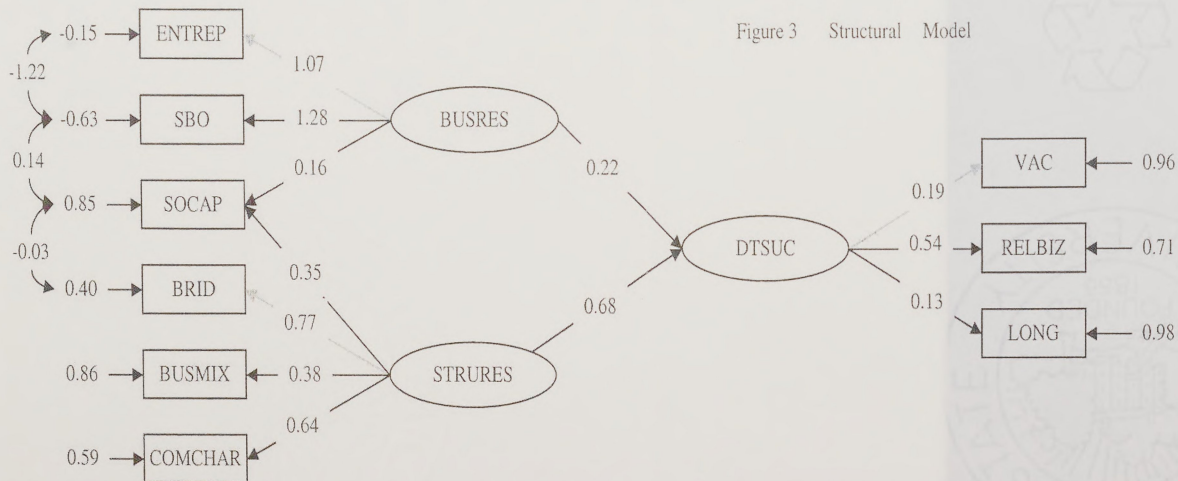 Figure 3 Structural Model
-0.15 ENTREP
1.07
-1.22
-0.63 SBO 1.28 BUSRES
0.14 0.16 0.22
VAC 0.96
0.19
0.85 SOCAP
-0.03 DTSUC 0.54 RELBIZ 0.71
0.35
0.40 BRID 0.13
0.77 0.68
LONG 0.98
0.86 BUSMIX 0.38 STRURES
0.64
0.59 COMCHAR